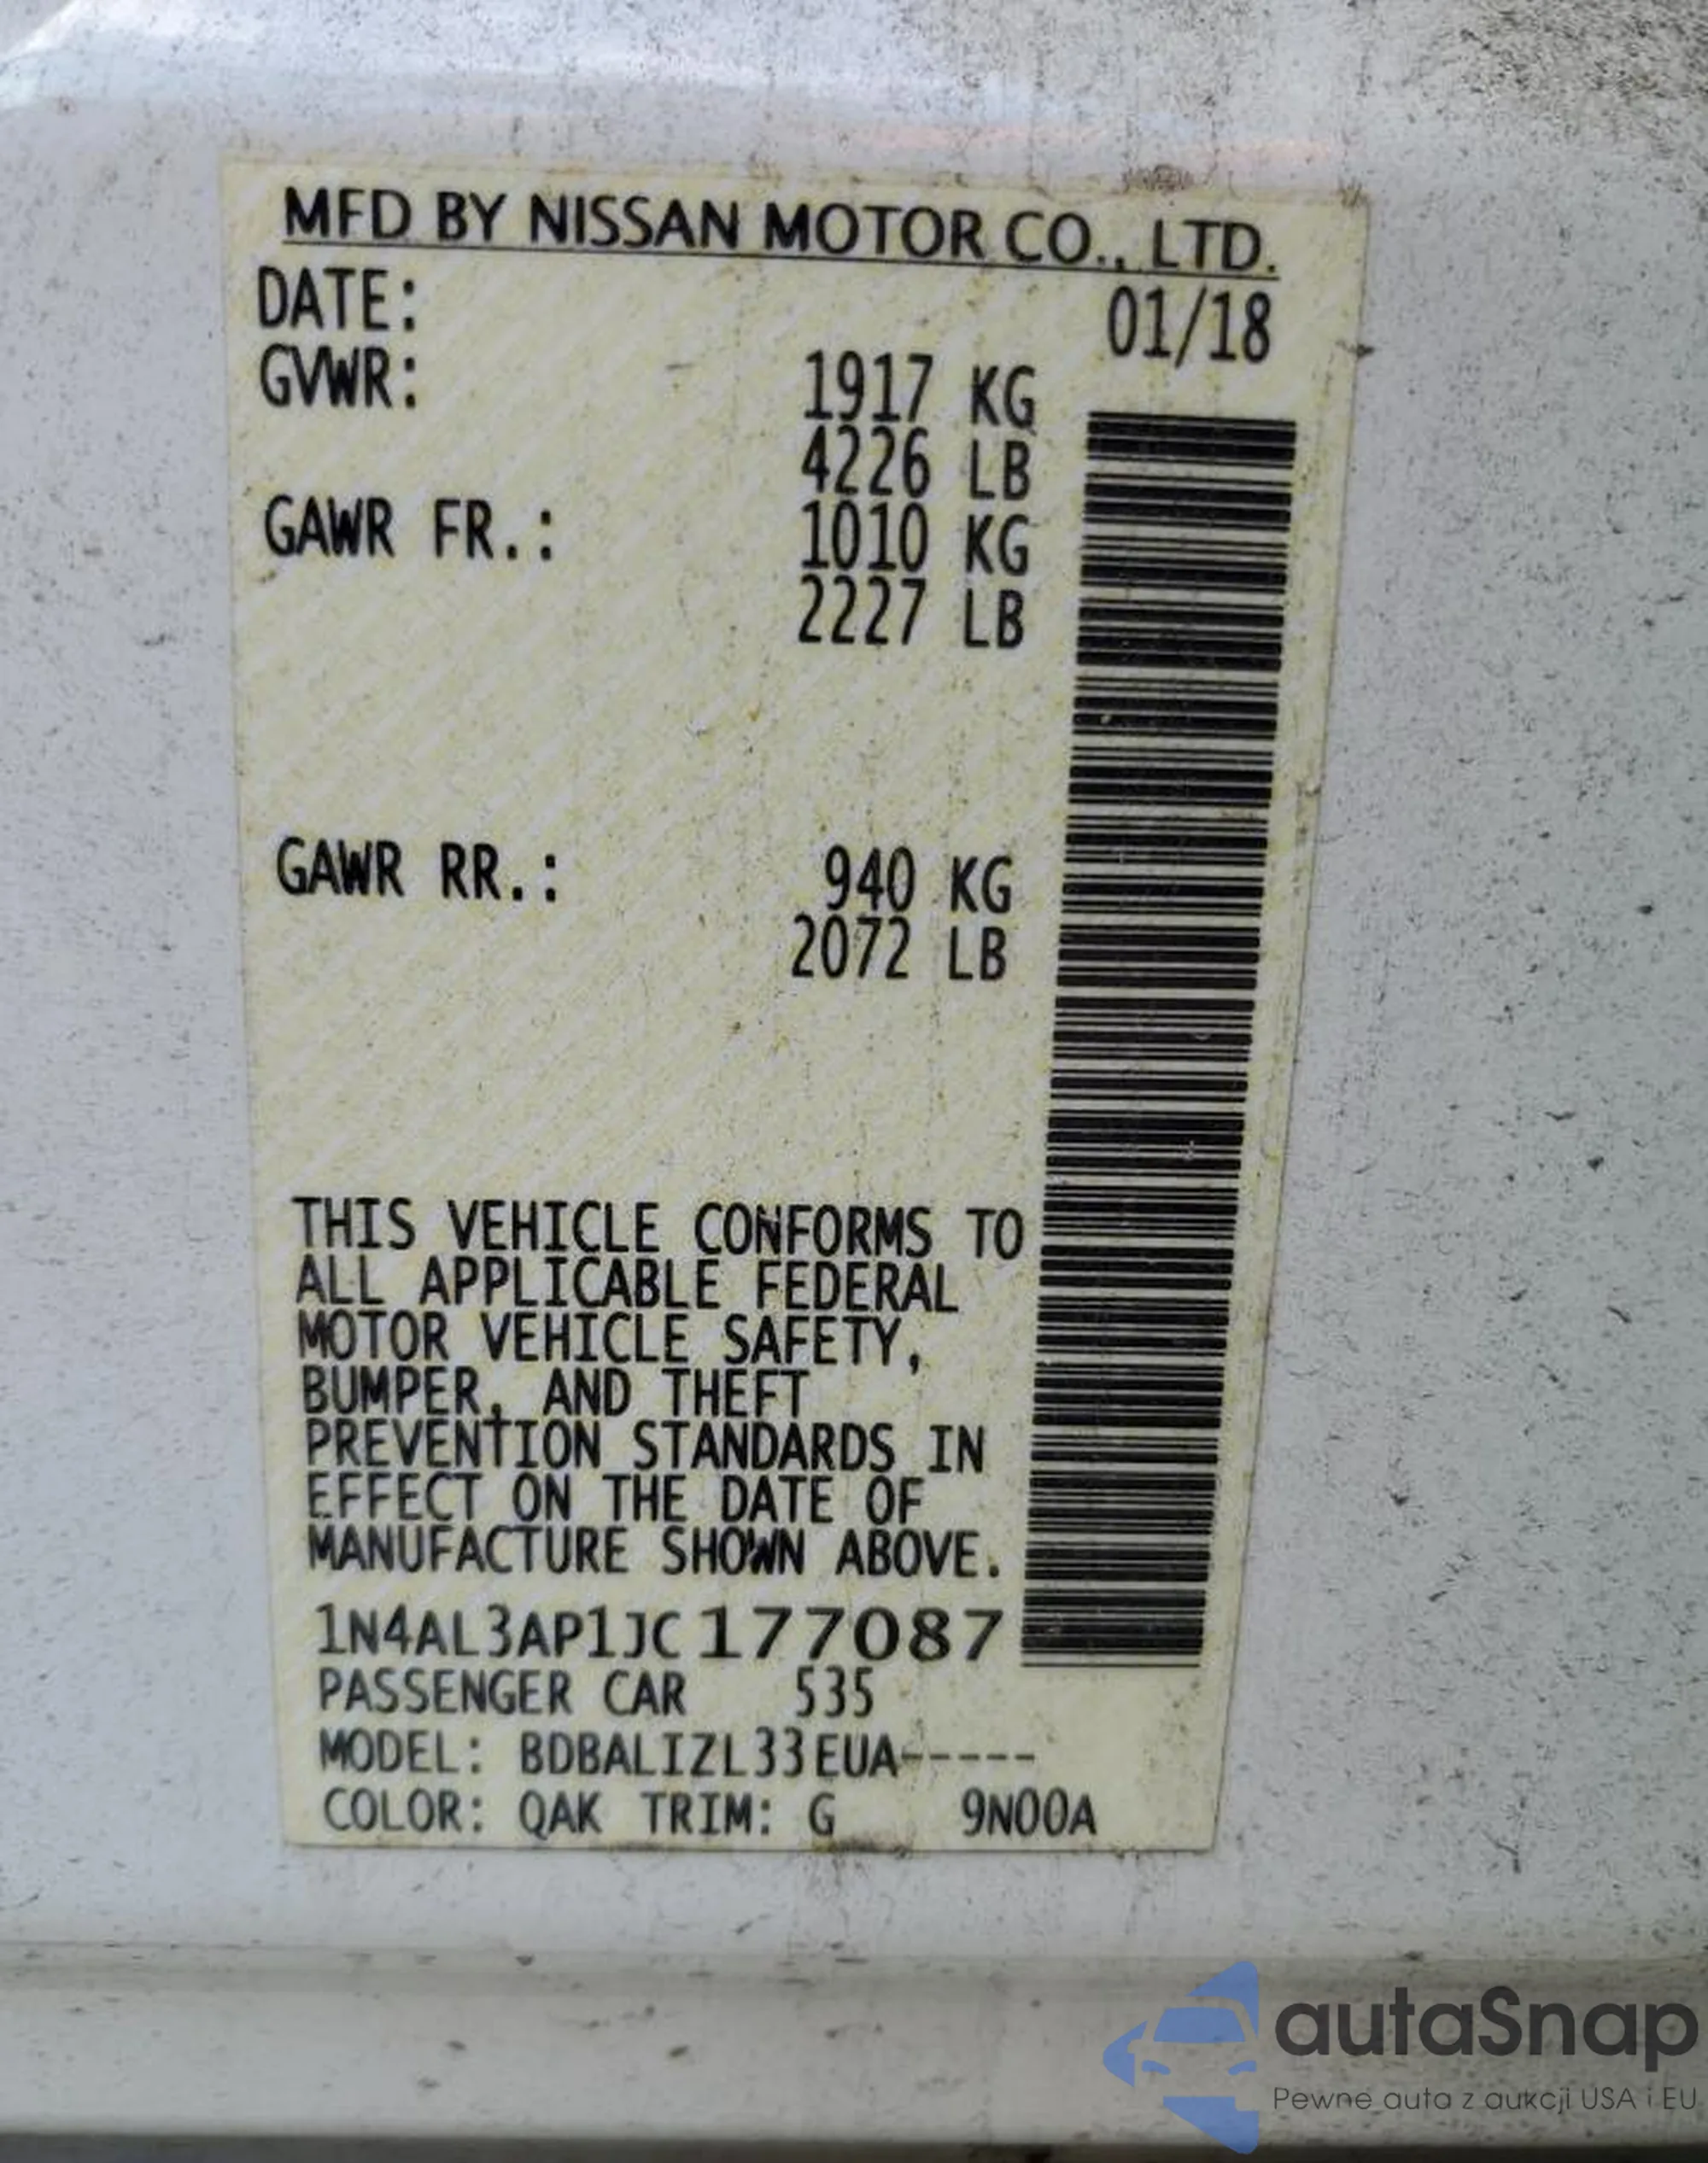 MFD BY NISSAN MOTOR CO., LTD.
DATE: 01/18
GVWR: 1917 KG
4226 LB
GAWR FR.: 1010 KG
2227 LB
GAWR RR.: 940 KG
2072 LB
THIS VEHICLE CONFORMS TO
ALL APPLICABLE FEDERAL
MOTOR VEHICLE SAFETY,
BUMPER, AND THEFT
PREVENTION STANDARDS IN
EFFECT ON THE DATE OF
MANUFACTURE SHOWN ABOVE.
1N4AL3AP1JC177087
PASSENGER CAR 535
MODEL: BDBALIZL33EUA-----
COLOR: QAK TRIM: G 9N00A
autaSnap
Pewne auta z aukcji USA i EU